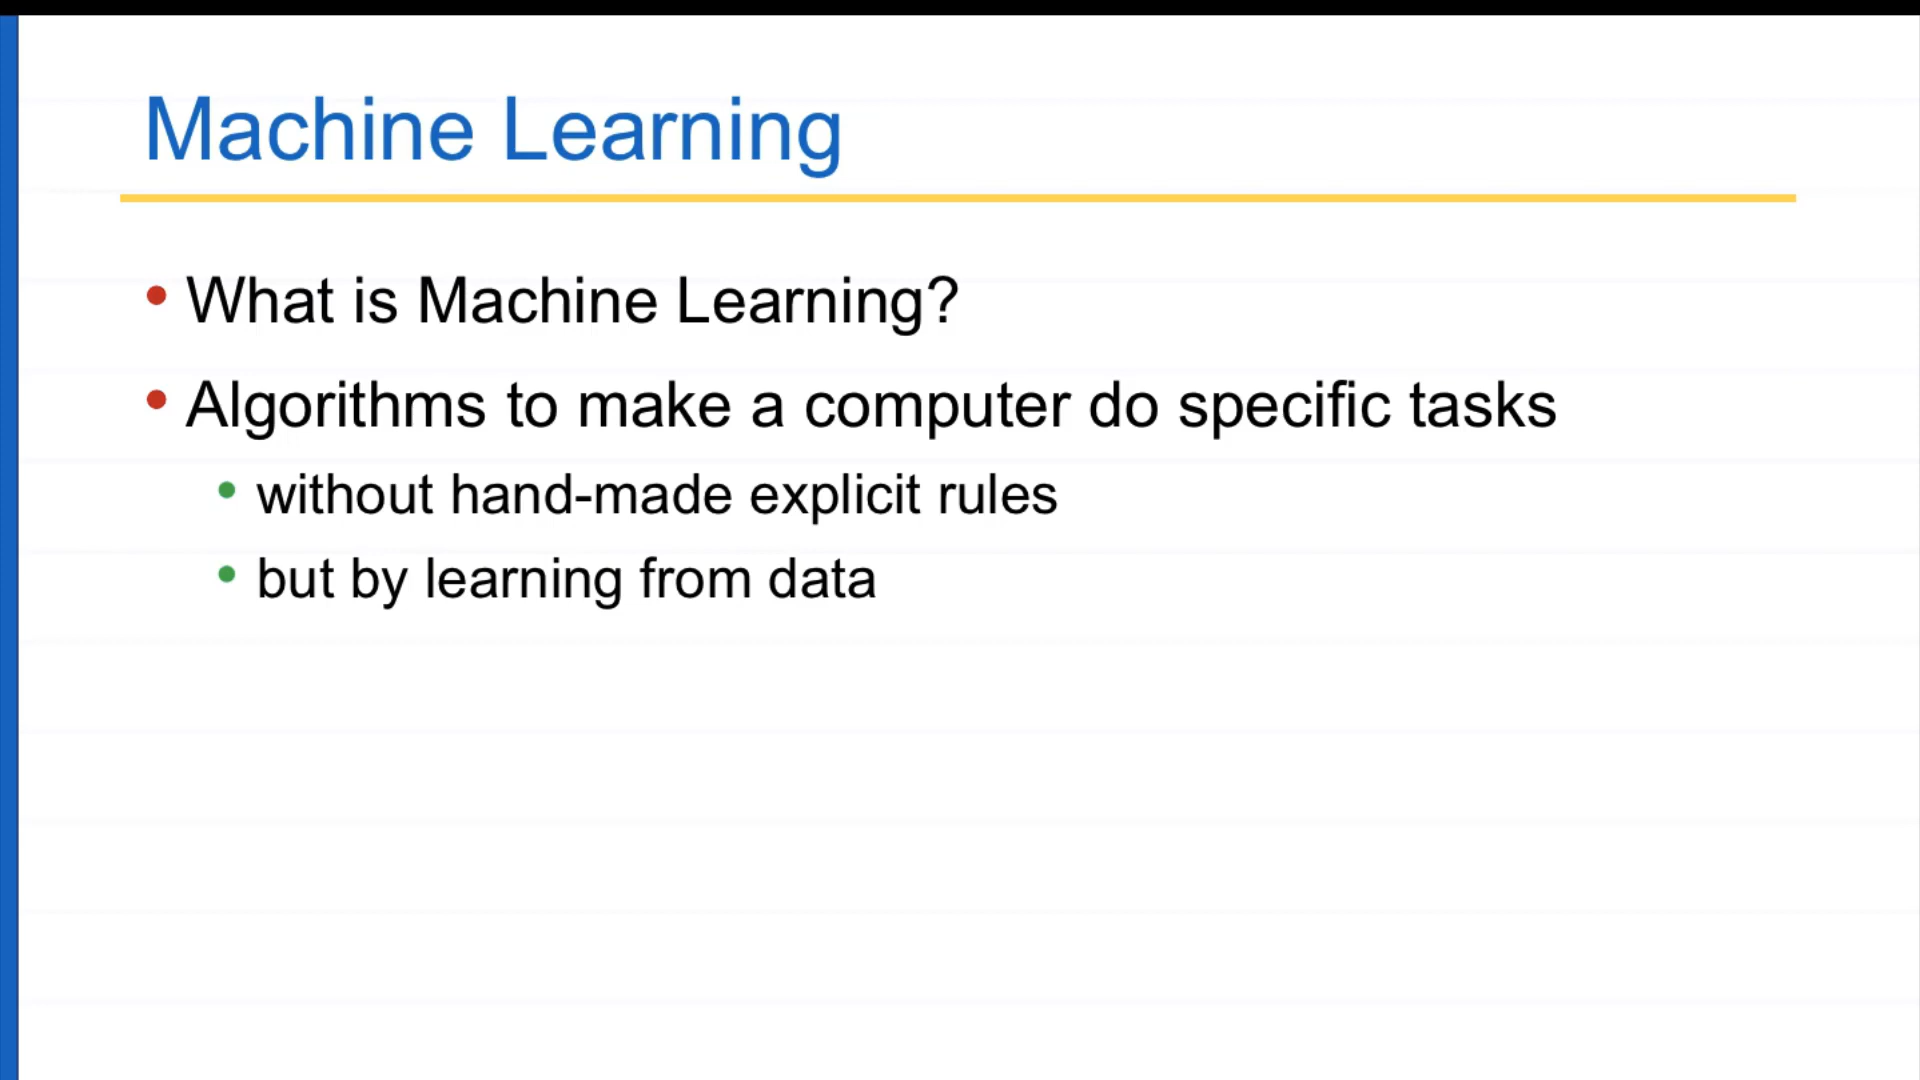 Machine Learning
• What is Machine Learning?
• Algorithms to make a computer do specific tasks
• without hand-made explicit rules
• but by learning from data